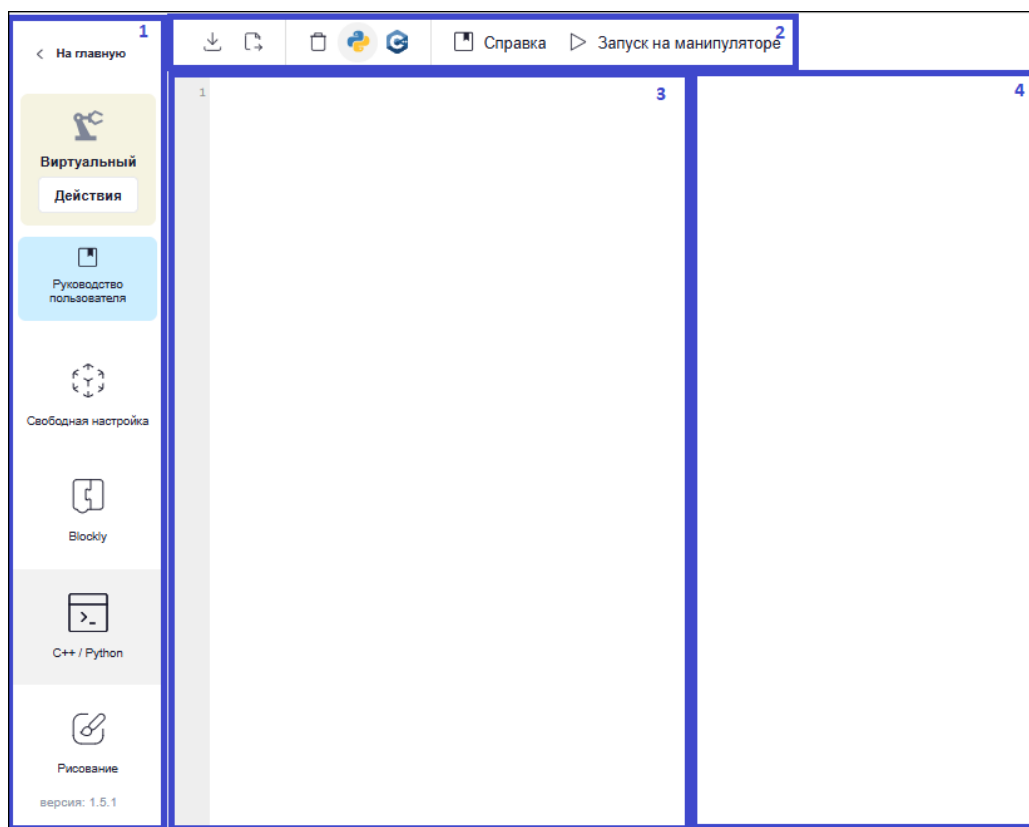 1
На главную
Виртуальный
Действия
Руководство
пользователя
Свободная настройка
Blockly
C++ / Python
Рисование
версия: 1.5.1
Справка
Запуск на манипуляторе
2
1
3
4